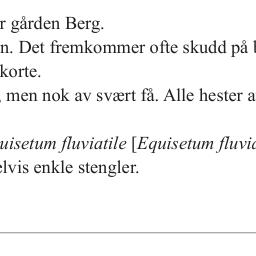 r gården Berg.
n. Det fremkommer ofte skudd på
korte.
men nok av svært få. Alle hester a
uisetum fluviatile [Equisetum fluvia
elvis enkle stengler.